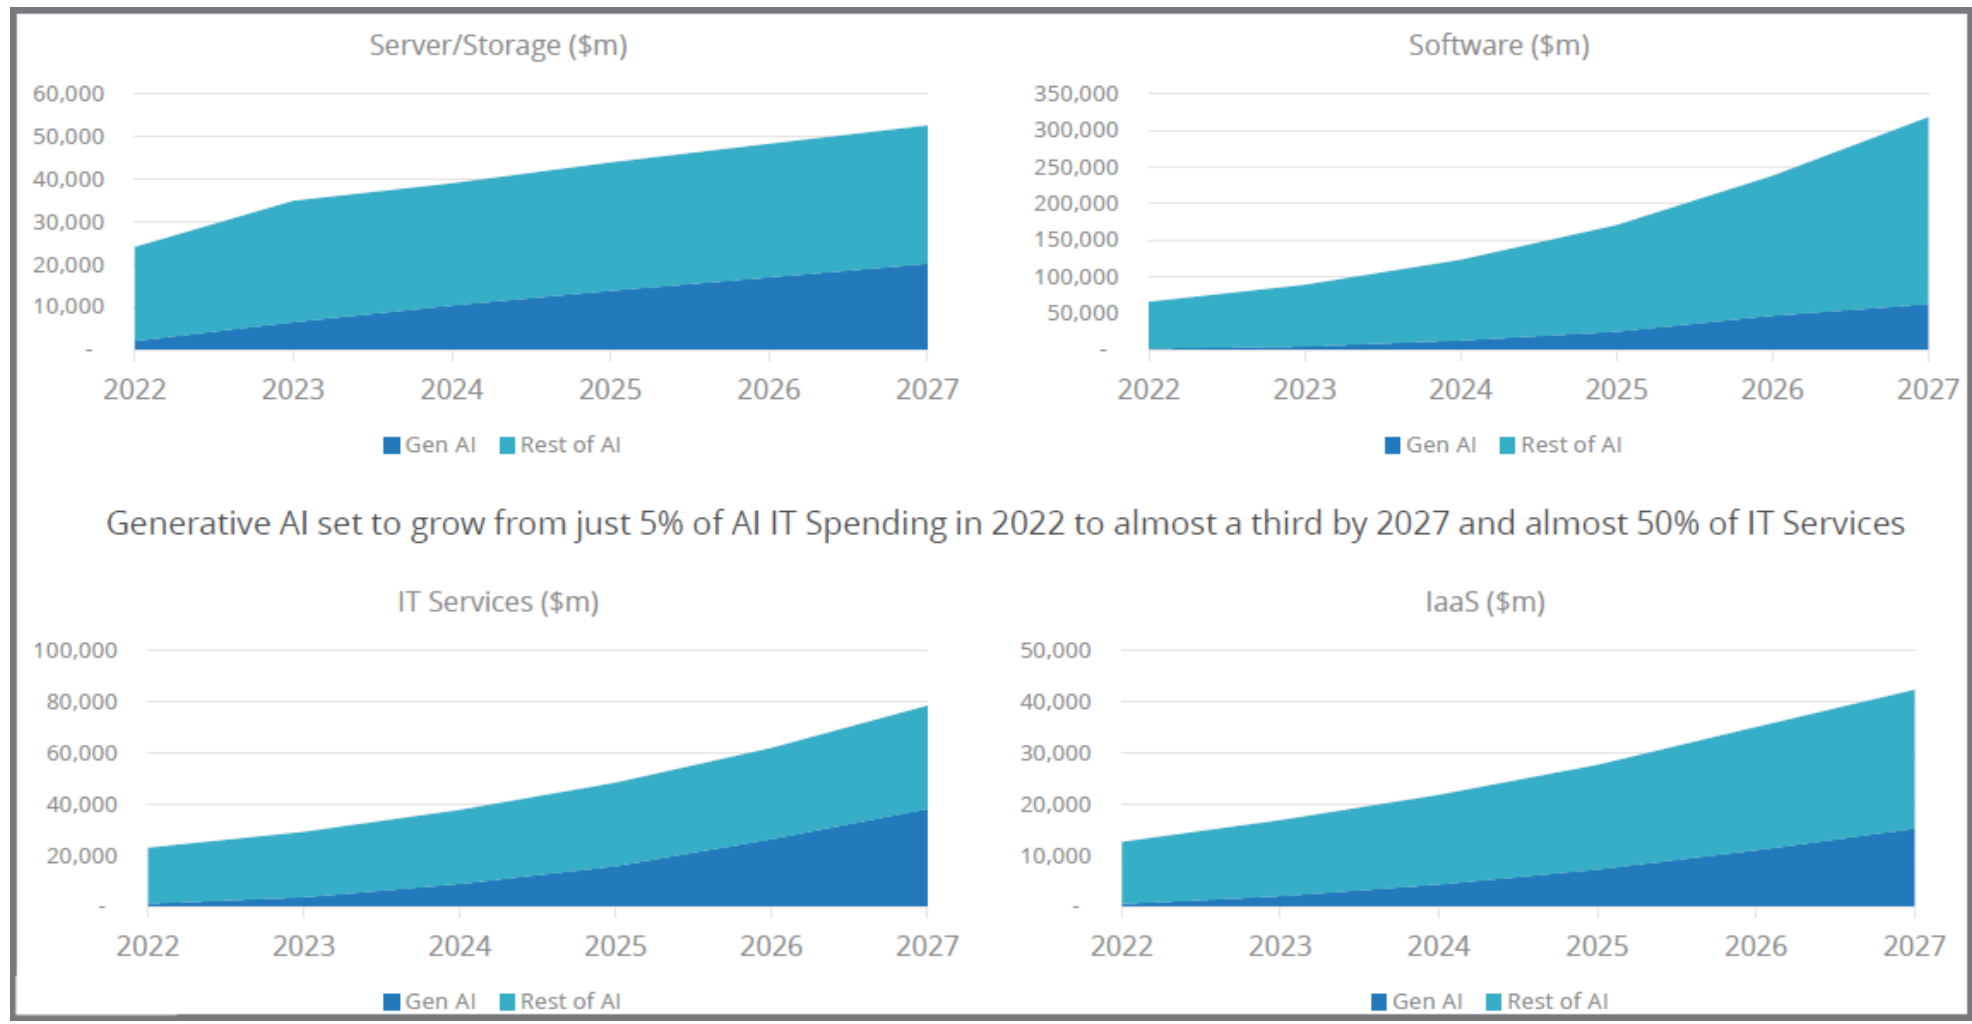 Server/Storage ($m)
60,000
50,000
40,000
30,000
20,000
10,000
-
2022 2023 2024 2025 2026 2027
Gen AI Rest of AI
Software ($m)
350,000
300,000
250,000
200,000
150,000
100,000
50,000
-
2022 2023 2024 2025 2026 2027
Gen AI Rest of AI
Generative AI set to grow from just 5% of AI IT Spending in 2022 to almost a third by 2027 and almost 50% of IT Services
IT Services ($m)
100,000
80,000
60,000
40,000
20,000
-
2022 2023 2024 2025 2026 2027
Gen AI Rest of AI
IaaS ($m)
50,000
40,000
30,000
20,000
10,000
-
2022 2023 2024 2025 2026 2027
Gen AI Rest of AI